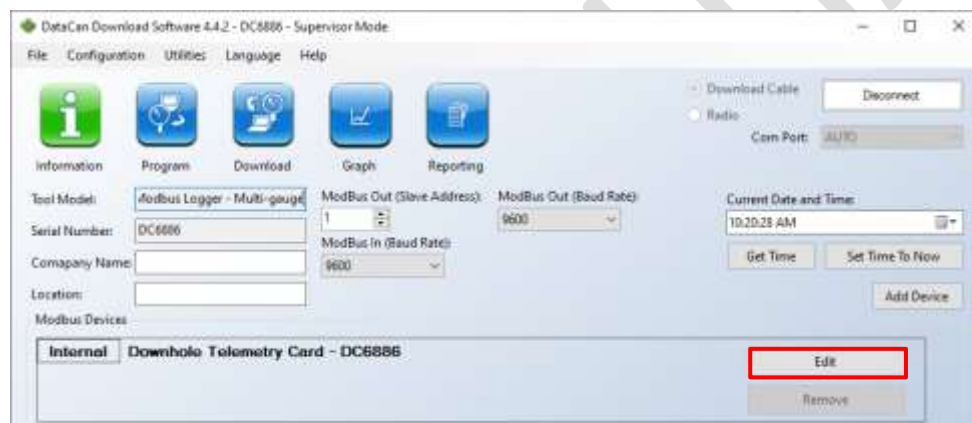 DataCan Download Software 4.4.2 - DC6886 - Supervisor Mode
File Configuration Utilities Language Help
Download Cable
Radio
Disconnect
Com Port: AUTO
Information Program Download Graph Reporting
Tool Model: Modbus Logger - Multi-gauge
Serial Number: DC6886
Comapany Name:
Location:
ModBus Out (Slave Address):
1
ModBus In (Baud Rate):
9600
ModBus Out (Baud Rate):
9600
Current Date and Time:
10:20:28 AM
Get Time Set Time To Now
Add Device
Modbus Devices
Internal Downhole Telemetry Card - DC6886
Edit
Remove